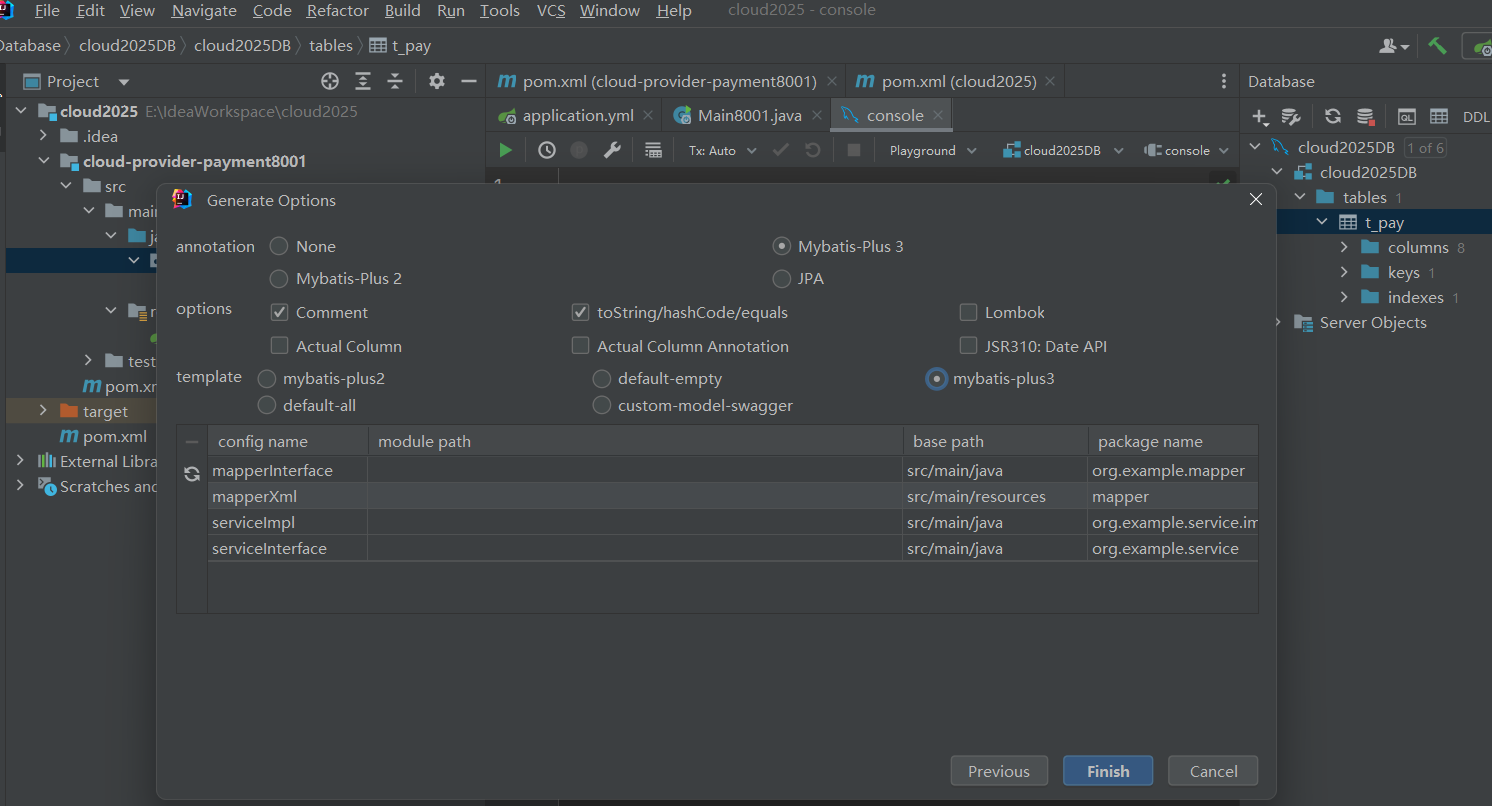 File Edit View Navigate Code Refactor Build Run Tools VCS Window Help cloud2025 - console
Database cloud2025DB cloud2025DB tables t_pay
Project
pom.xml (cloud-provider-payment8001) pom.xml (cloud2025)
Database
cloud2025 E:\IdeaWorkspace\cloud2025
application.yml Main8001.java console
DDL
.idea
cloud-provider-payment8001
Tx: Auto Playground cloud2025DB console
cloud2025DB 1 of 6
src
1
cloud2025DB
main
tables 1
t_pay
columns 8
keys 1
indexes 1
Server Objects
test
pom.xml
target
pom.xml
External Libra
Scratches and
Generate Options
annotation None Mybatis-Plus 3
Mybatis-Plus 2 JPA
options Comment toString/hashCode/equals Lombok
Actual Column Actual Column Annotation JSR310: Date API
template mybatis-plus2 default-empty mybatis-plus3
default-all custom-model-swagger
config name module path base path package name
mapperInterface src/main/java org.example.mapper
mapperXml src/main/resources mapper
serviceImpl src/main/java org.example.service.im
serviceInterface src/main/java org.example.service
Previous Finish Cancel